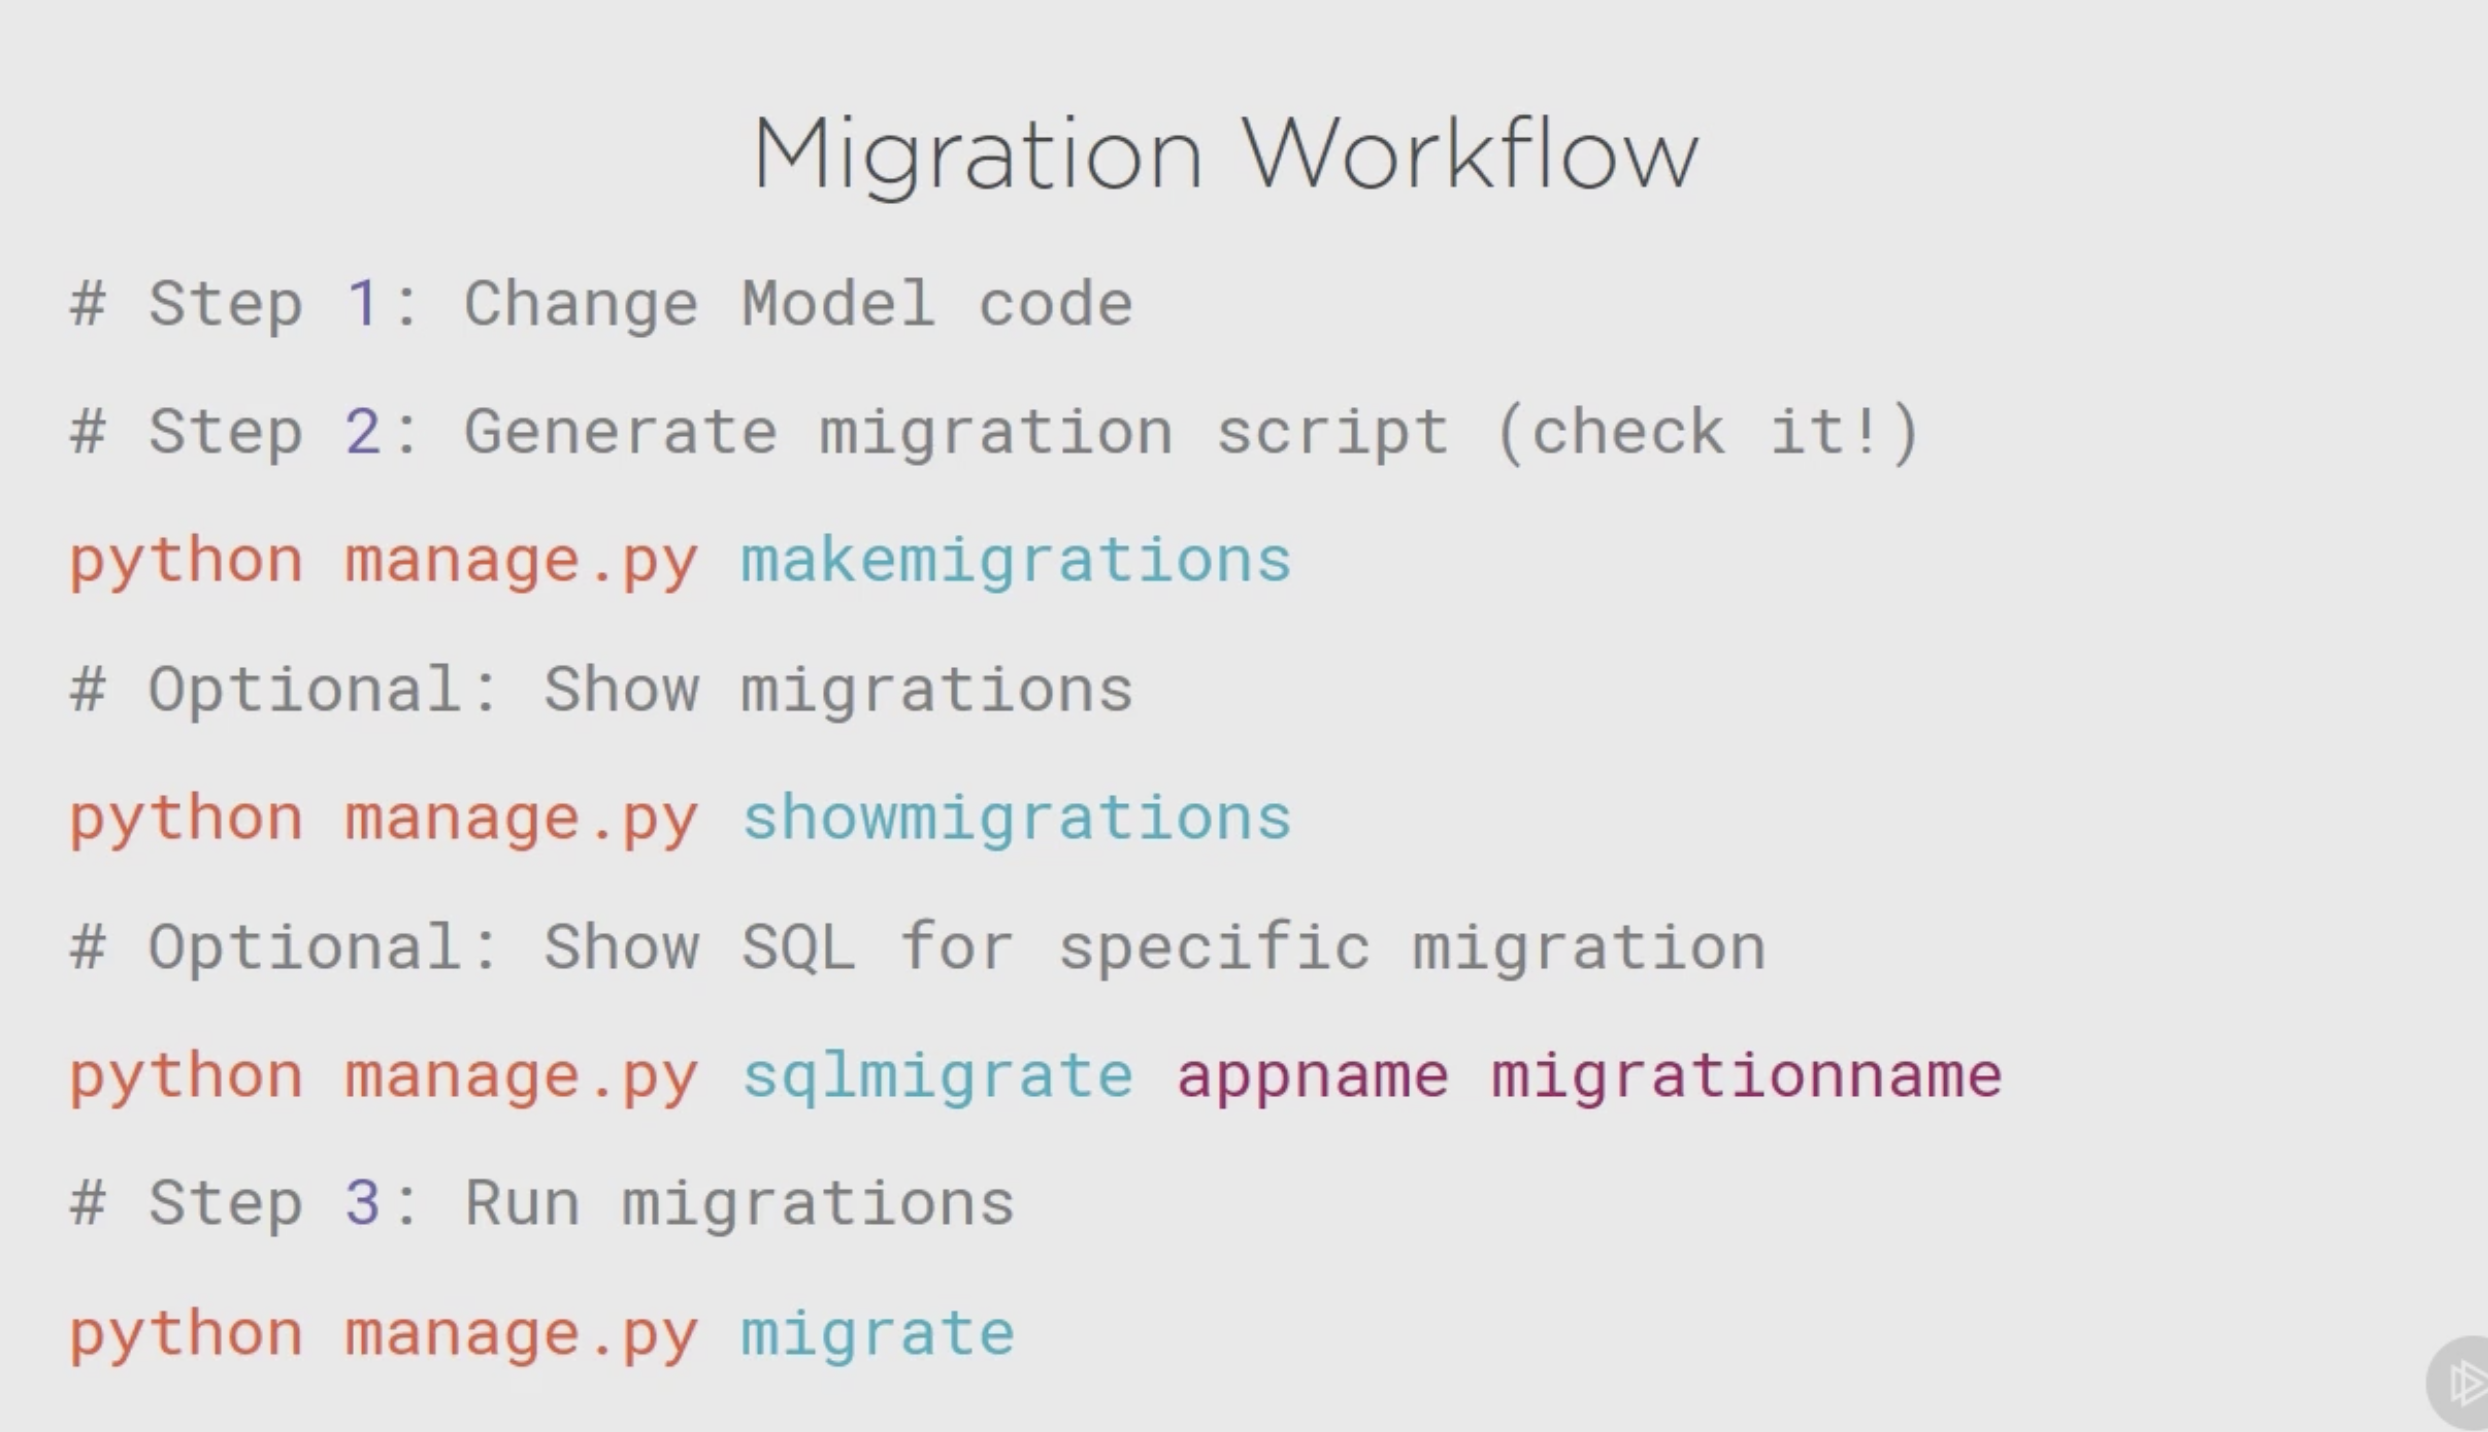 Migration Workflow
# Step 1: Change Model code
# Step 2: Generate migration script (check it!)
python manage.py makemigrations
# Optional: Show migrations
python manage.py showmigrations
# Optional: Show SQL for specific migration
python manage.py sqlmigrate appname migrationname
# Step 3: Run migrations
python manage.py migrate